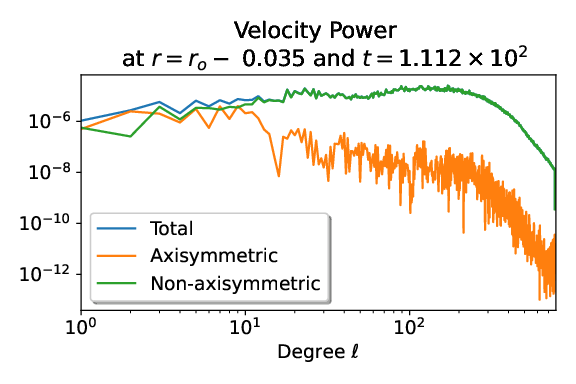 Velocity Power
at r = rₒ − 0.035 and t = 1.112 × 10²
10⁻⁶
10⁻⁸
10⁻¹⁰
10⁻¹²
Total
Axisymmetric
Non-axisymmetric
10⁰ 10¹ 10²
Degree ℓ